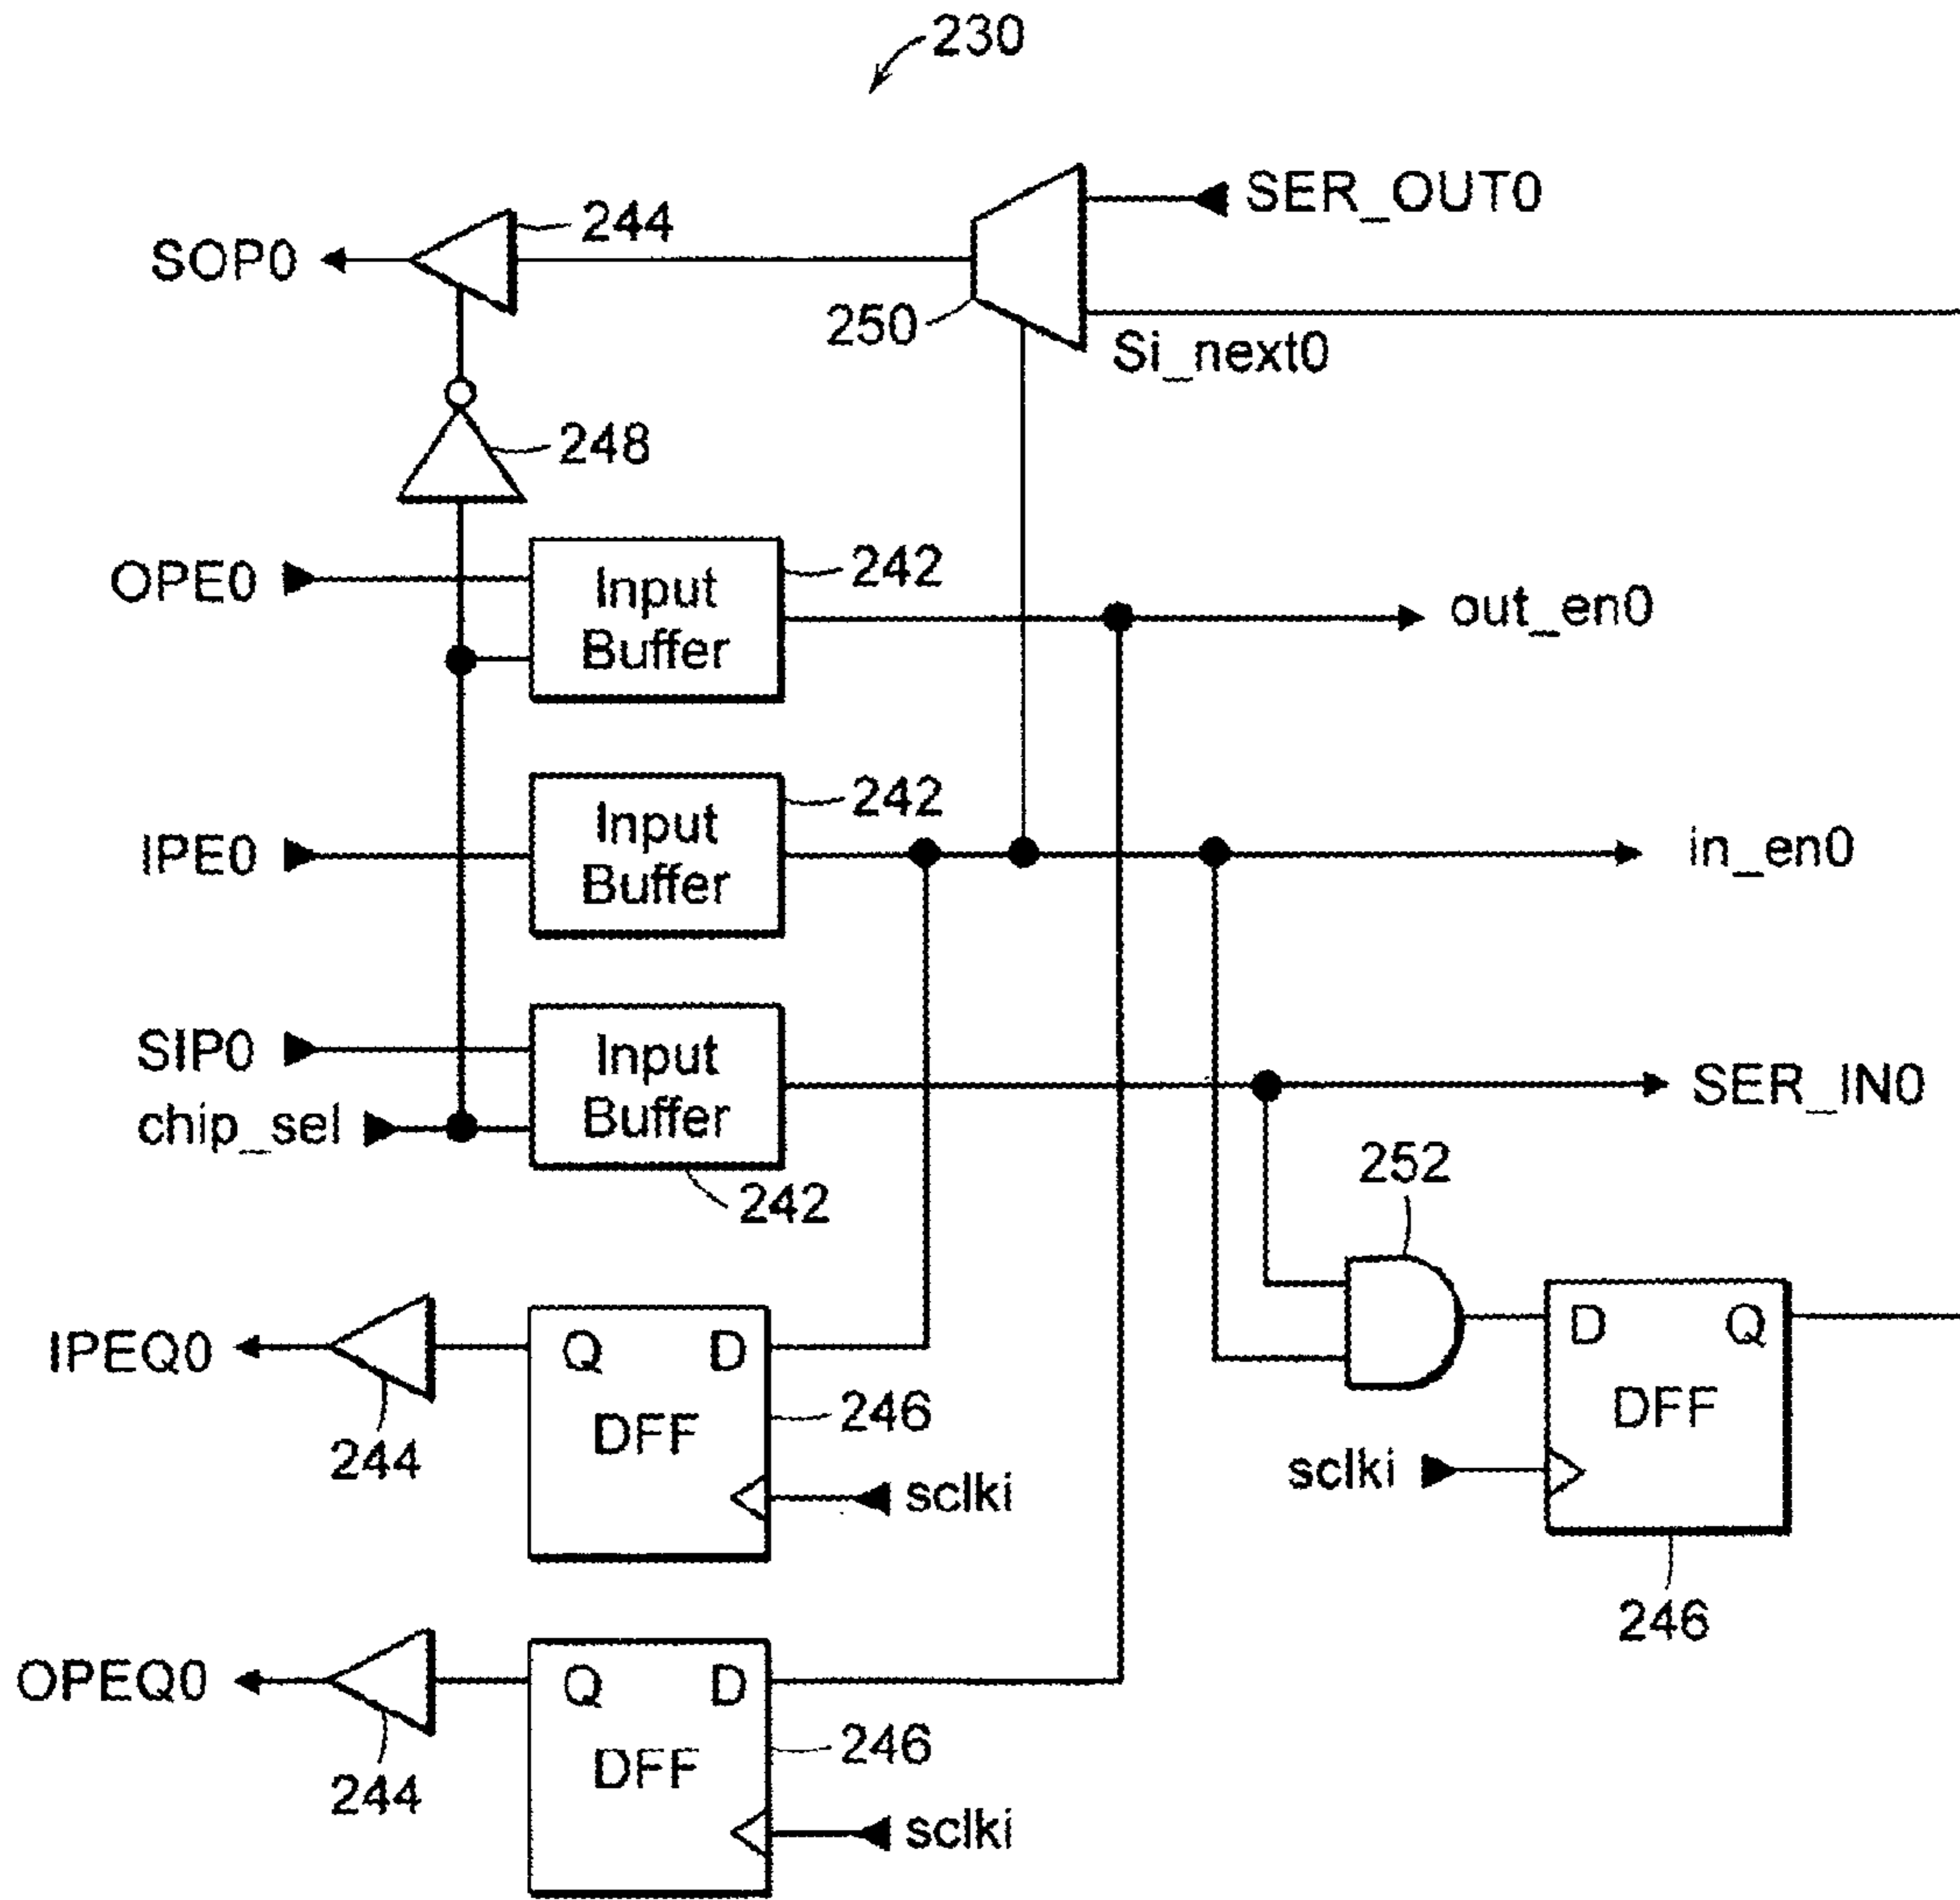 230
SER_OUT0
244
SOP0
250
Si_next0
248
OPE0
Input
Buffer
242
out_en0
IPE0
Input
Buffer
242
in_en0
SIP0
chip_sel
Input
Buffer
242
SER_IN0
252
IPEQ0
244
Q D
DFF
246
sclki
D Q
DFF
sclki
246
OPEQ0
244
Q D
DFF
246
sclki